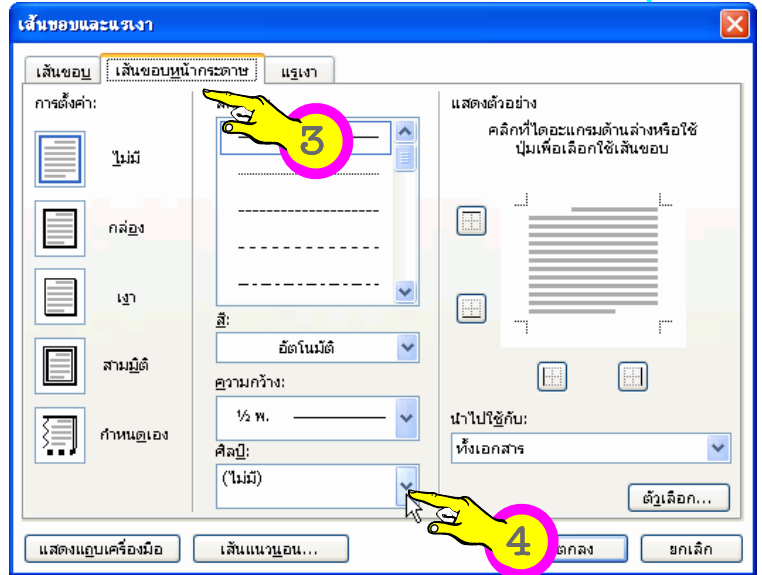 เส้นขอบและแรเงา
เส้นขอบ
เส้นขอบหน้ากระดาษ
แรเงา
การตั้งค่า:
ไม่มี
กล่อง
เงา
สามมิติ
กำหนดเอง
3
สี:
อัตโนมัติ
ความกว้าง:
½ พ.
ศิลป์:
(ไม่มี)
แสดงตัวอย่าง
คลิกที่ไดอะแกรมด้านล่างหรือใช้
ปุ่มเพื่อเลือกใช้เส้นขอบ
นำไปใช้กับ:
ทั้งเอกสาร
ตัวเลือก...
4
แสดงแถบเครื่องมือ
เส้นแนวนอน...
ตกลง
ยกเลิก